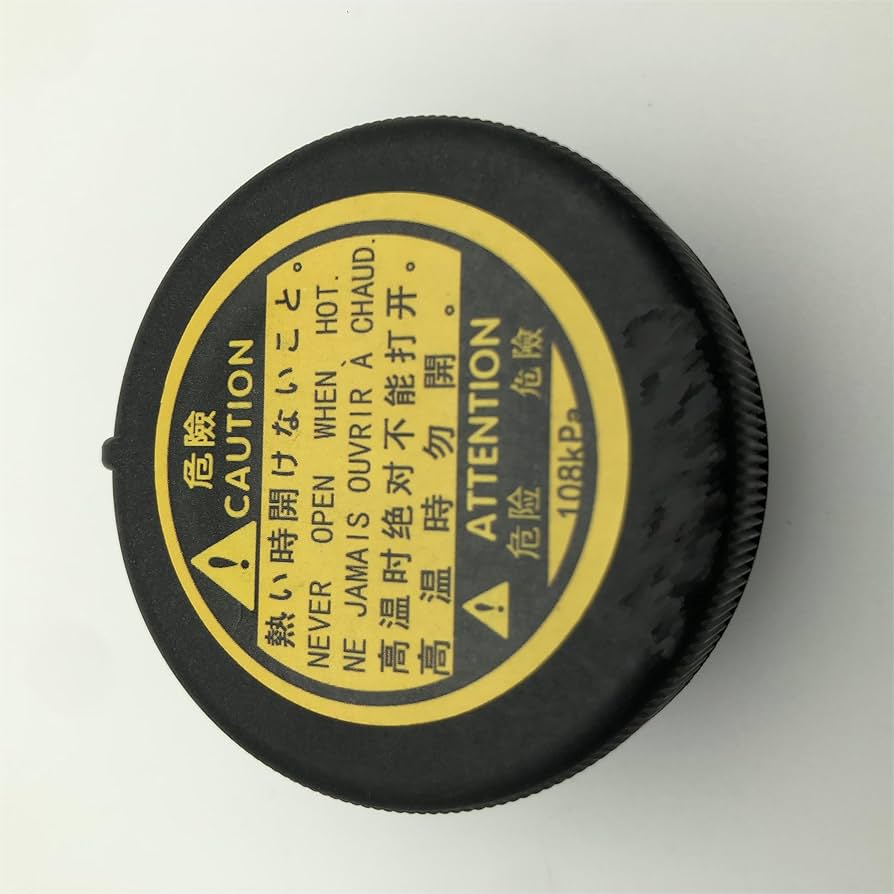 危險
CAUTION
熱い時開けないこと。
NEVER OPEN WHEN HOT.
NE JAMAIS OUVRIR À CHAUD.
高温时绝对不能打开。
高溫時勿開。
ATTENTION
危险 危險
108kPa